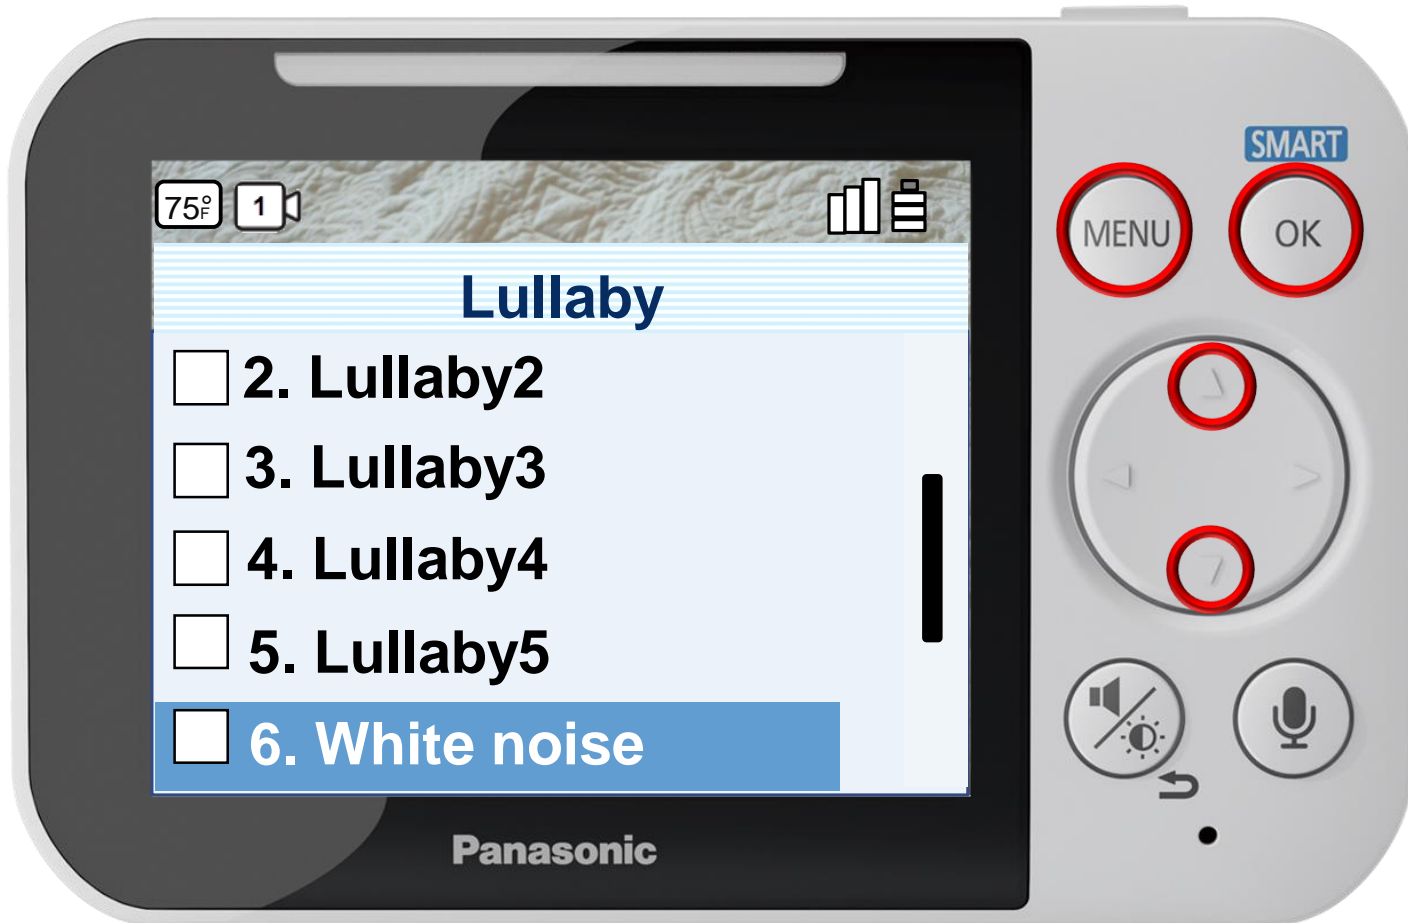 SMART
75°F 1
MENU OK
Lullaby
2. Lullaby2
3. Lullaby3
4. Lullaby4
5. Lullaby5
6. White noise
Panasonic